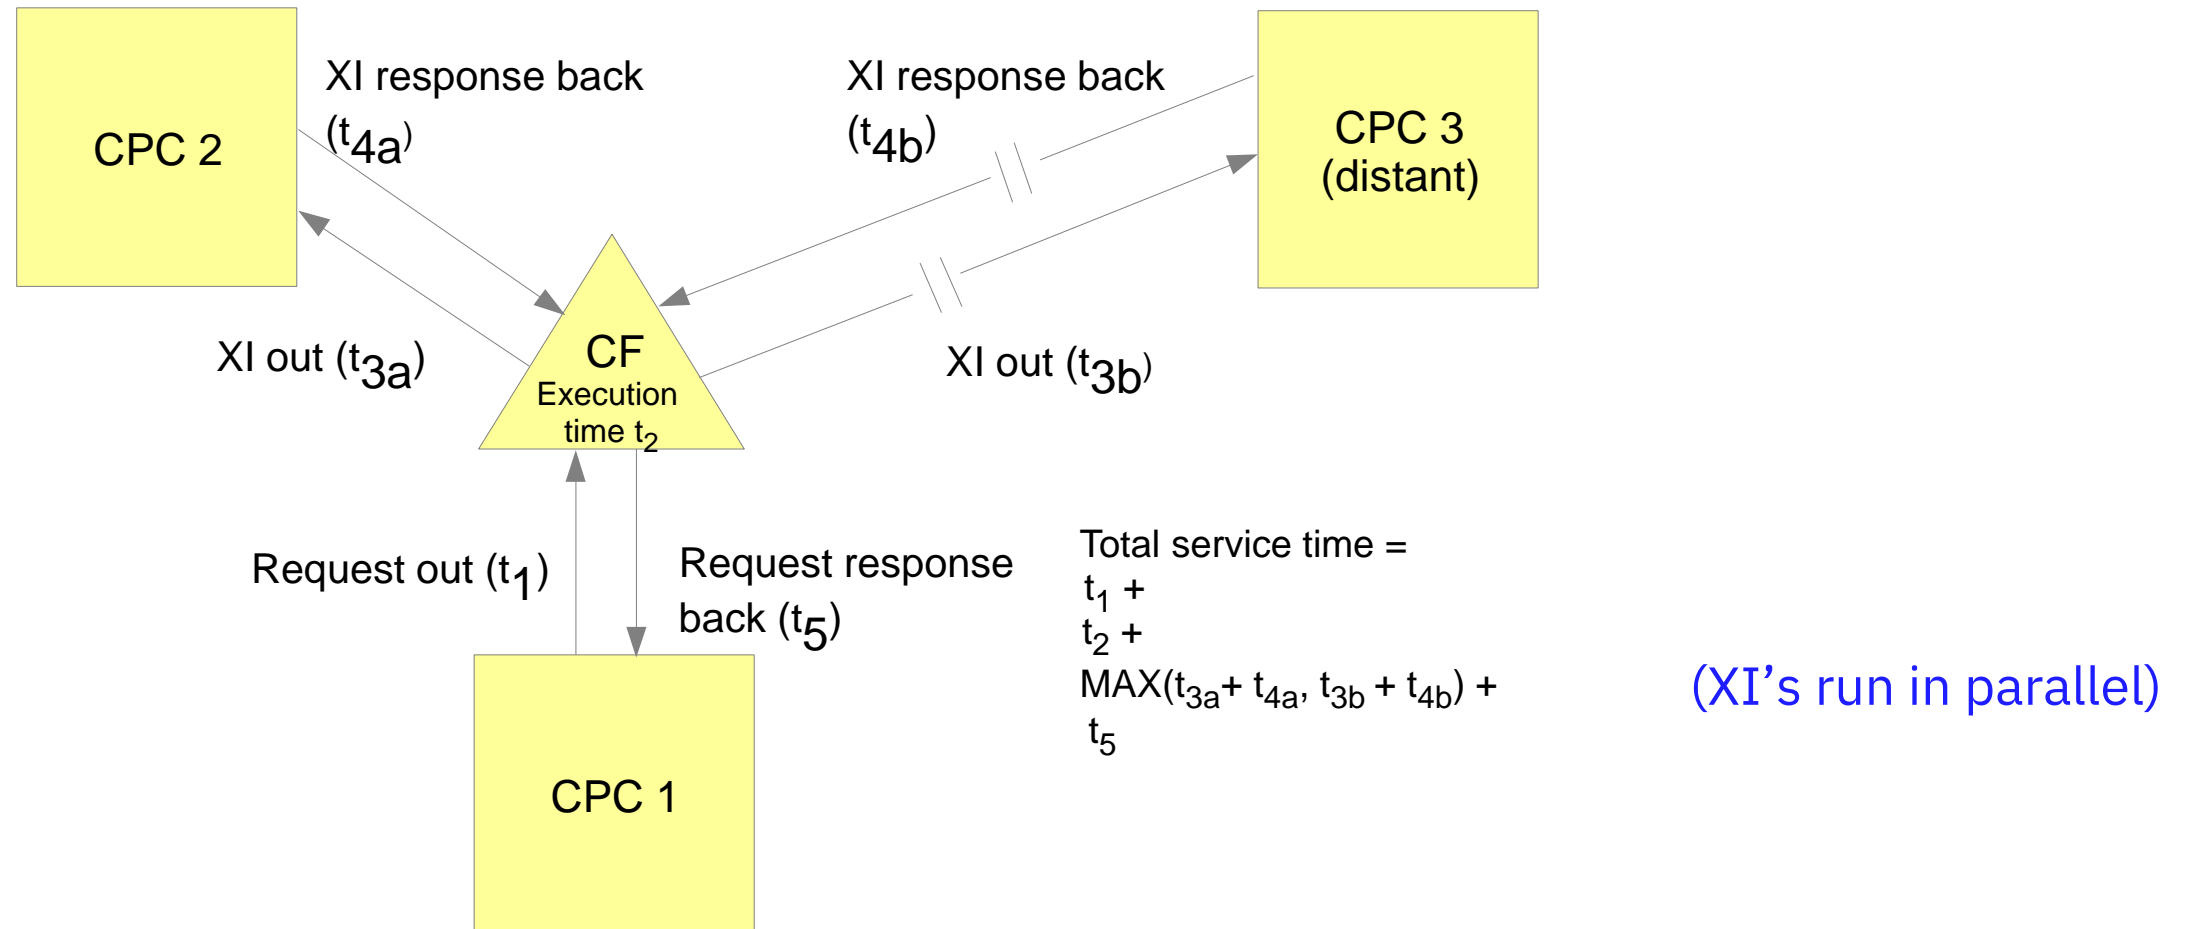 XI response back
(t4a)
CPC 2
XI response back
(t4b)
CPC 3
(distant)
XI out (t3a)
CF
Execution
time t2
XI out (t3b)
Request out (t1)
Request response
back (t5)
Total service time =
t1 +
t2 +
MAX(t3a+ t4a, t3b + t4b) +
t5
(XI’s run in parallel)
CPC 1